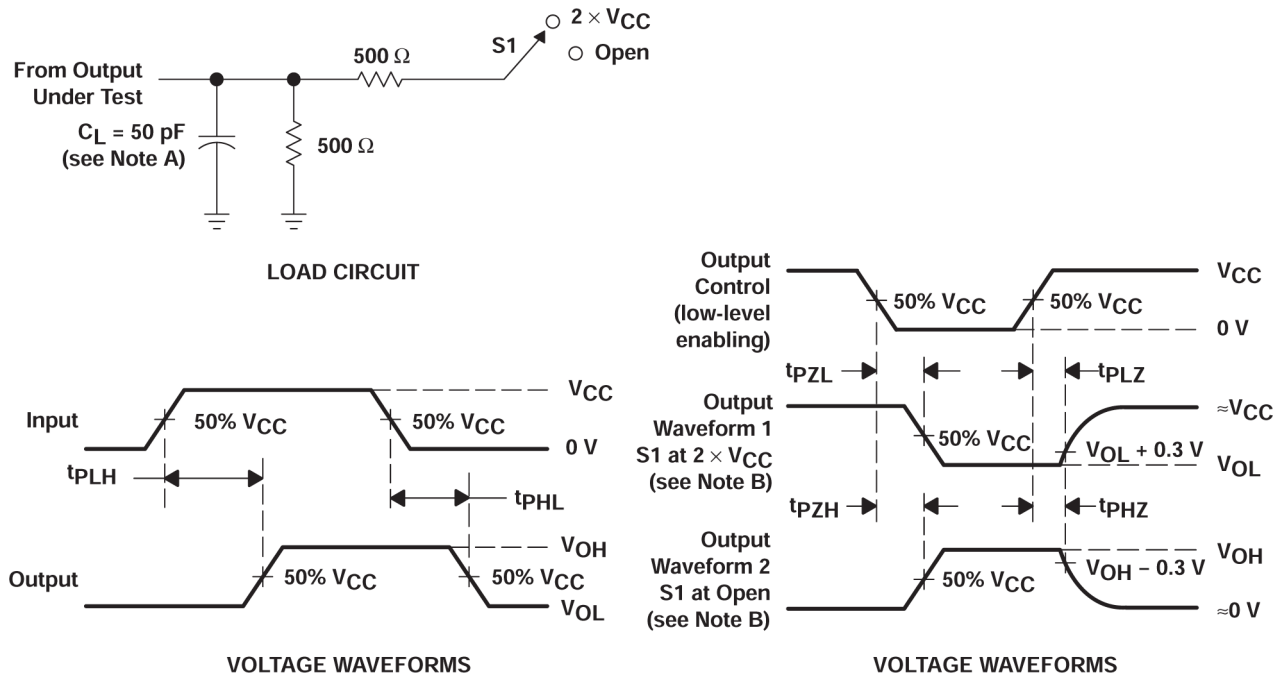 2 × VCC
S1
Open
500 Ω
From Output
Under Test
CL = 50 pF
(see Note A)
500 Ω
LOAD CIRCUIT
Input
50% VCC
50% VCC
VCC
0 V
tPLH
tPHL
Output
50% VCC
50% VCC
VOH
VOL
VOLTAGE WAVEFORMS
Output
Control
(low-level
enabling)
50% VCC
50% VCC
VCC
0 V
tPZL
tPLZ
Output
Waveform 1
S1 at 2 × VCC
(see Note B)
50% VCC
≈VCC
VOL + 0.3 V
VOL
tPZH
tPHZ
Output
Waveform 2
S1 at Open
(see Note B)
50% VCC
VOH
VOH − 0.3 V
≈0 V
VOLTAGE WAVEFORMS